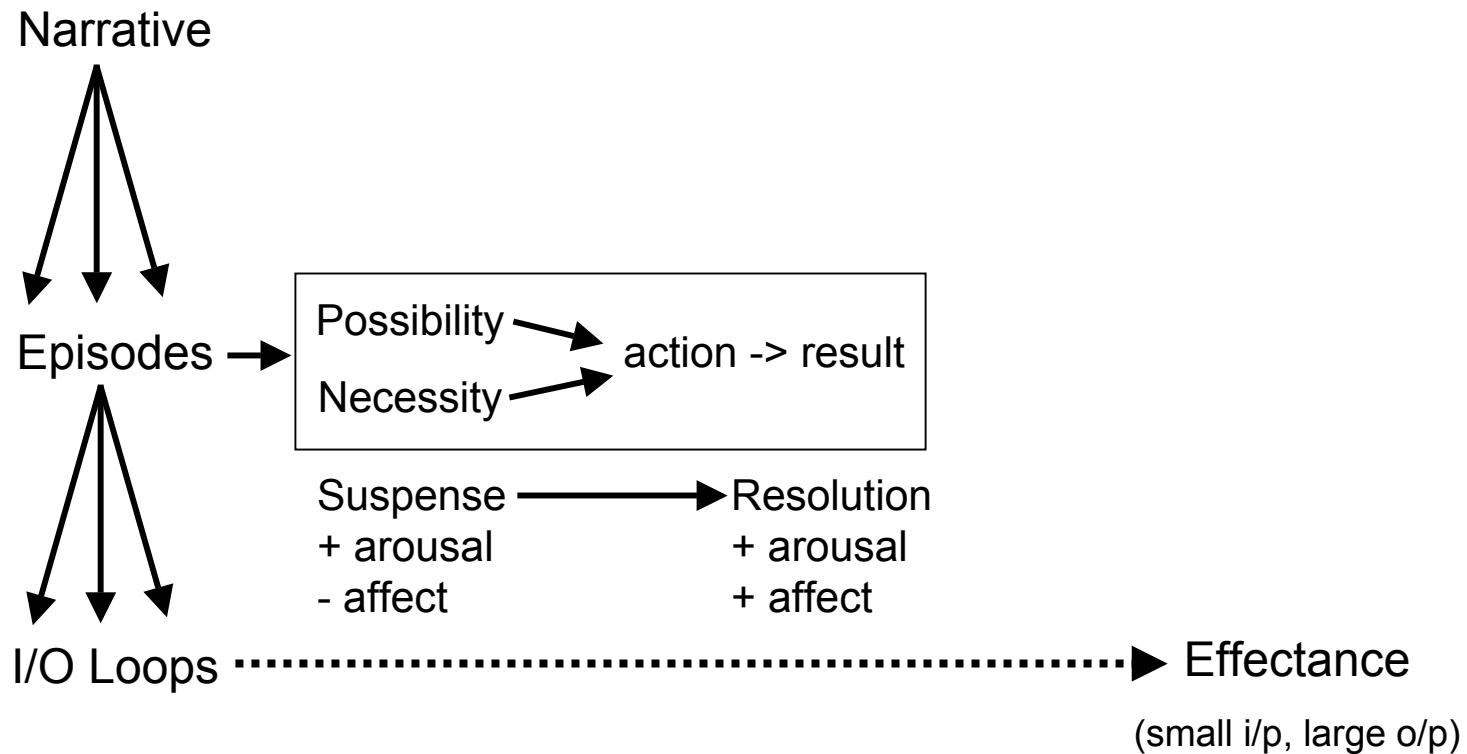 Narrative
Episodes
Possibility
Necessity
action -> result
Suspense
+ arousal
- affect
Resolution
+ arousal
+ affect
I/O Loops
Effectance
(small i/p, large o/p)